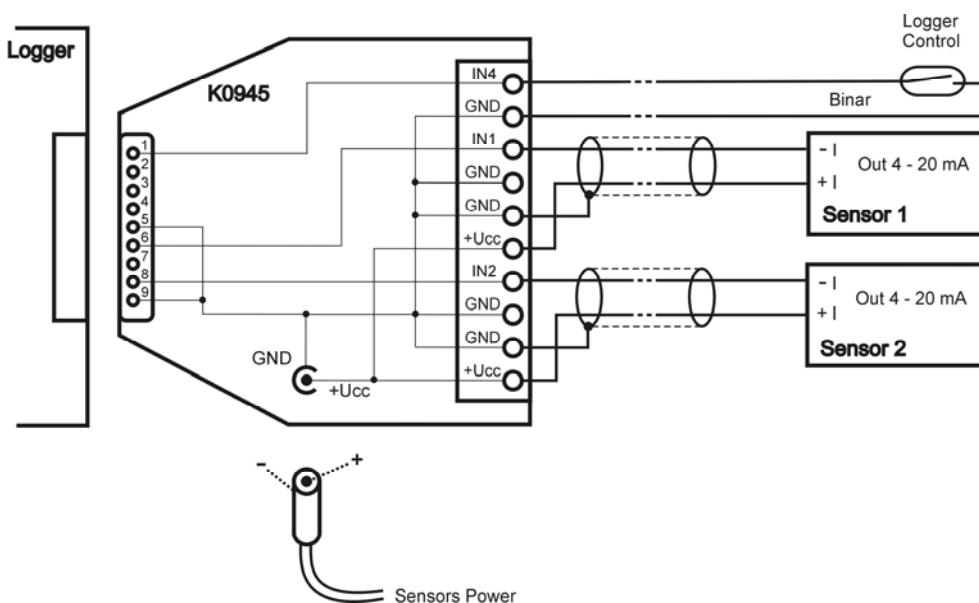 Logger
K0945
1
2
3
4
5
6
7
8
9
GND
+Ucc
IN4
GND
IN1
GND
GND
+Ucc
IN2
GND
GND
+Ucc
Logger
Control
Binar
- I
Out 4 - 20 mA
+ I
Sensor 1
- I
Out 4 - 20 mA
+ I
Sensor 2
- +
Sensors Power